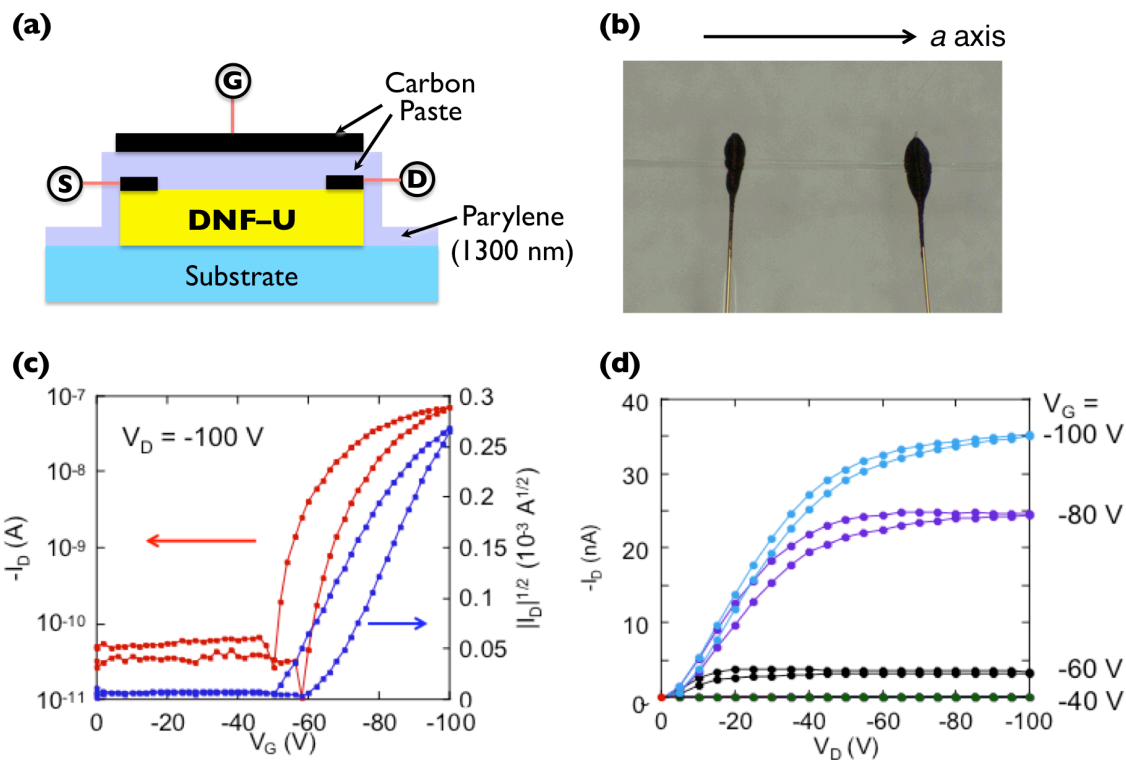 (a)
G
Carbon
Paste
S
D
DNF–U
Parylene
(1300 nm)
Substrate
(b)
a axis
(c)
V_D = -100 V
-I_D (A)
10^-7
10^-8
10^-9
10^-10
10^-11
0
-20
-40
-60
-80
-100
V_G (V)
0.3
0.25
0.2
0.15
0.1
0.05
0
|I_D|^1/2 (10^-3 A^1/2)
(d)
-I_D (nA)
40
30
20
10
0
0
-20
-40
-60
-80
-100
V_D (V)
V_G =
-100 V
-80 V
-60 V
-40 V